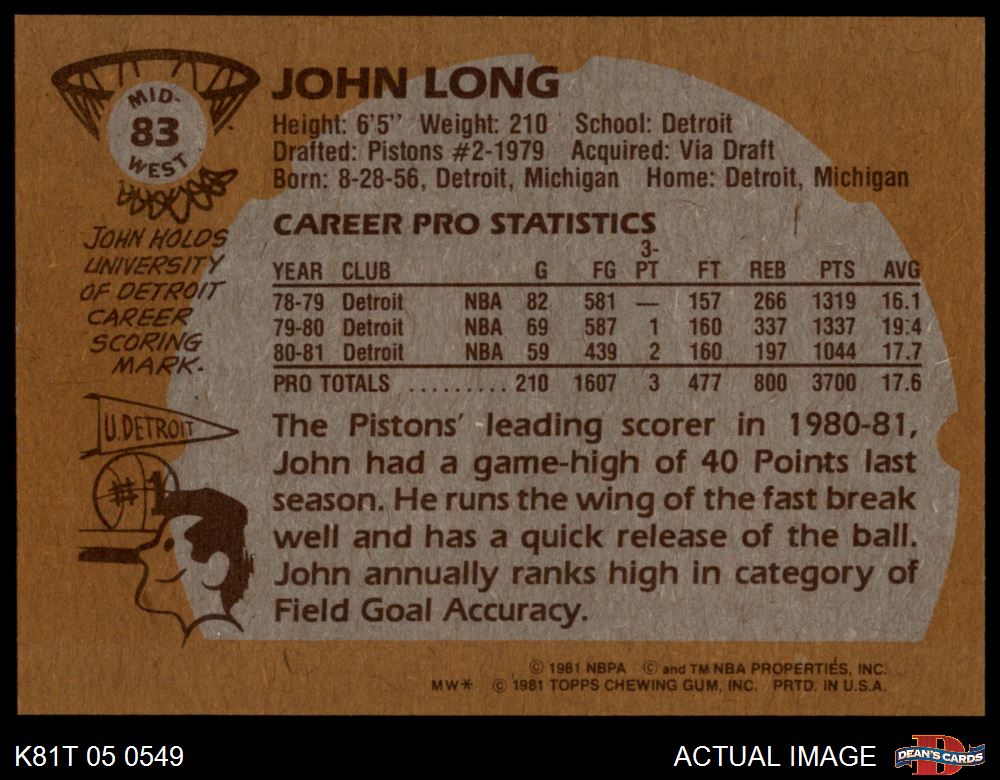 MID-
83
WEST
JOHN HOLDS
UNIVERSITY
OF DETROIT
CAREER
SCORING
MARK.
U. DETROIT
#1
JOHN LONG
Height: 6'5" Weight: 210 School: Detroit
Drafted: Pistons #2-1979 Acquired: Via Draft
Born: 8-28-56, Detroit, Michigan Home: Detroit, Michigan
CAREER PRO STATISTICS
YEAR CLUB G FG 3-PT FT REB PTS AVG
78-79 Detroit NBA 82 581 — 157 266 1319 16.1
79-80 Detroit NBA 69 587 1 160 337 1337 19.4
80-81 Detroit NBA 59 439 2 160 197 1044 17.7
PRO TOTALS ......... 210 1607 3 477 800 3700 17.6
The Pistons' leading scorer in 1980-81,
John had a game-high of 40 Points last
season. He runs the wing of the fast break
well and has a quick release of the ball.
John annually ranks high in category of
Field Goal Accuracy.
© 1981 NBPA © and TM NBA PROPERTIES, INC.
MW* © 1981 TOPPS CHEWING GUM, INC. PRTD. IN U.S.A.
K81T 05 0549
ACTUAL IMAGE
D
DEAN'S CARDS